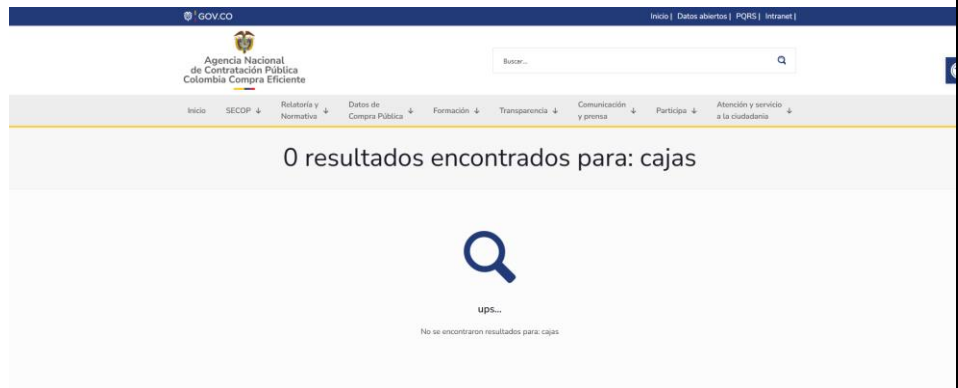 GOV.CO
Inicio | Datos abiertos | PQRS | Intranet |
Agencia Nacional
de Contratación Pública
Colombia Compra Eficiente
Buscar...
Inicio
SECOP
Relatoría y
Normativa
Datos de
Compra Pública
Formación
Transparencia
Comunicación
y prensa
Participa
Atención y servicio
a la ciudadanía
0 resultados encontrados para: cajas
ups...
No se encontraron resultados para: cajas